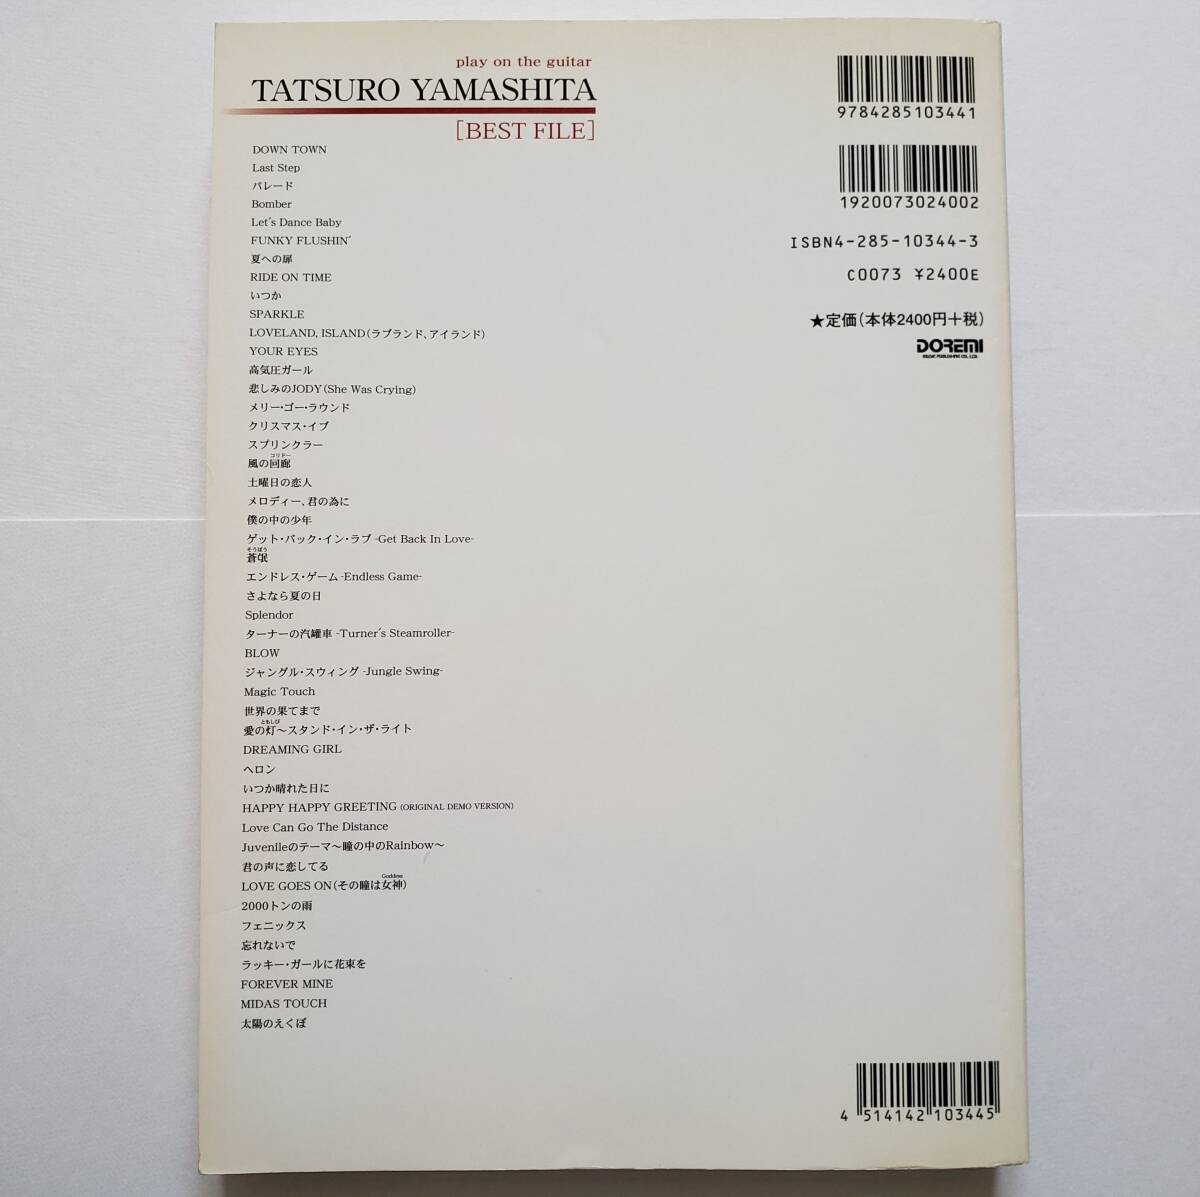 play on the guitar
TATSURO YAMASHITA
[BEST FILE]
DOWN TOWN
Last Step
パレード
Bomber
Let's Dance Baby
FUNKY FLUSHIN'
夏への扉
RIDE ON TIME
いつか
SPARKLE
LOVELAND, ISLAND(ラブランド、アイランド)
YOUR EYES
高気圧ガール
悲しみのJODY(She Was Crying)
メリー・ゴー・ラウンド
クリスマス・イブ
スプリンクラー
コリドー
風の回廊
土曜日の恋人
メロディー、君の為に
僕の中の少年
ゲット・バック・イン・ラブ -Get Back In Love-
そうぼう
蒼氓
エンドレス・ゲーム -Endless Game-
さよなら夏の日
Splendor
ターナーの汽罐車 -Turner's Steamroller-
BLOW
ジャングル・スウィング -Jungle Swing-
Magic Touch
世界の果てまで
ともしび
愛の灯〜スタンド・イン・ザ・ライト
DREAMING GIRL
ヘロン
いつか晴れた日に
HAPPY HAPPY GREETING (ORIGINAL DEMO VERSION)
Love Can Go The Distance
Juvenileのテーマ〜瞳の中のRainbow〜
君の声に恋してる
Goddess
LOVE GOES ON(その瞳は女神)
2000トンの雨
フェニックス
忘れないで
ラッキー・ガールに花束を
FOREVER MINE
MIDAS TOUCH
太陽のえくぼ
9784285103441
1920073024002
ISBN4-285-10344-3
C0073 ¥2400E
★定価(本体2400円+税)
DOREMI
MUSIC PUBLISHING CO., LTD.
4 514142 103445